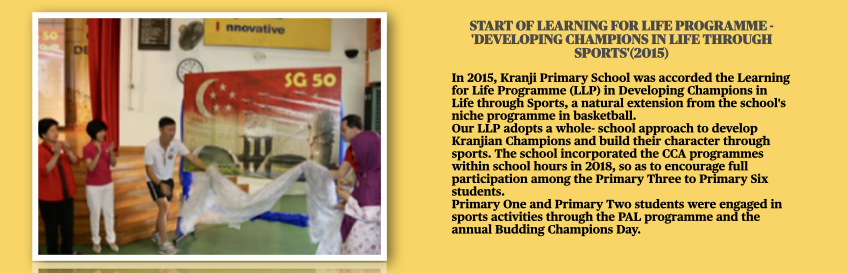 50
nnovative
SG 50
START OF LEARNING FOR LIFE PROGRAMME -
'DEVELOPING CHAMPIONS IN LIFE THROUGH
SPORTS'(2015)
In 2015, Kranji Primary School was accorded the Learning
for Life Programme (LLP) in Developing Champions in
Life through Sports, a natural extension from the school's
niche programme in basketball.
Our LLP adopts a whole- school approach to develop
Kranjian Champions and build their character through
sports. The school incorporated the CCA programmes
within school hours in 2018, so as to encourage full
participation among the Primary Three to Primary Six
students.
Primary One and Primary Two students were engaged in
sports activities through the PAL programme and the
annual Budding Champions Day.